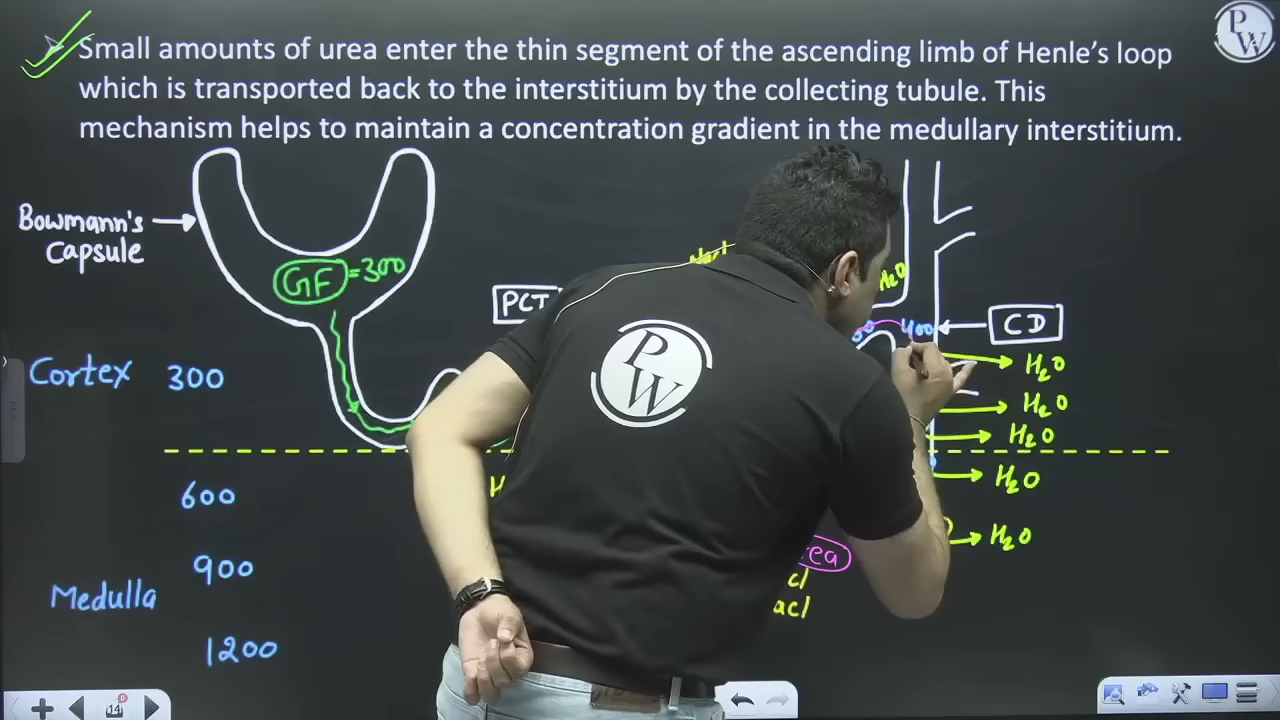 Small amounts of urea enter the thin segment of the ascending limb of Henle's loop
which is transported back to the interstitium by the collecting tubule. This
mechanism helps to maintain a concentration gradient in the medullary interstitium.
PW
Bowmann's
Capsule
GF = 300
PCT
H₂O
400
CD
H₂O
H₂O
H₂O
H₂O
H₂O
Cortex 300
600
900
Medulla
1200
PW
14